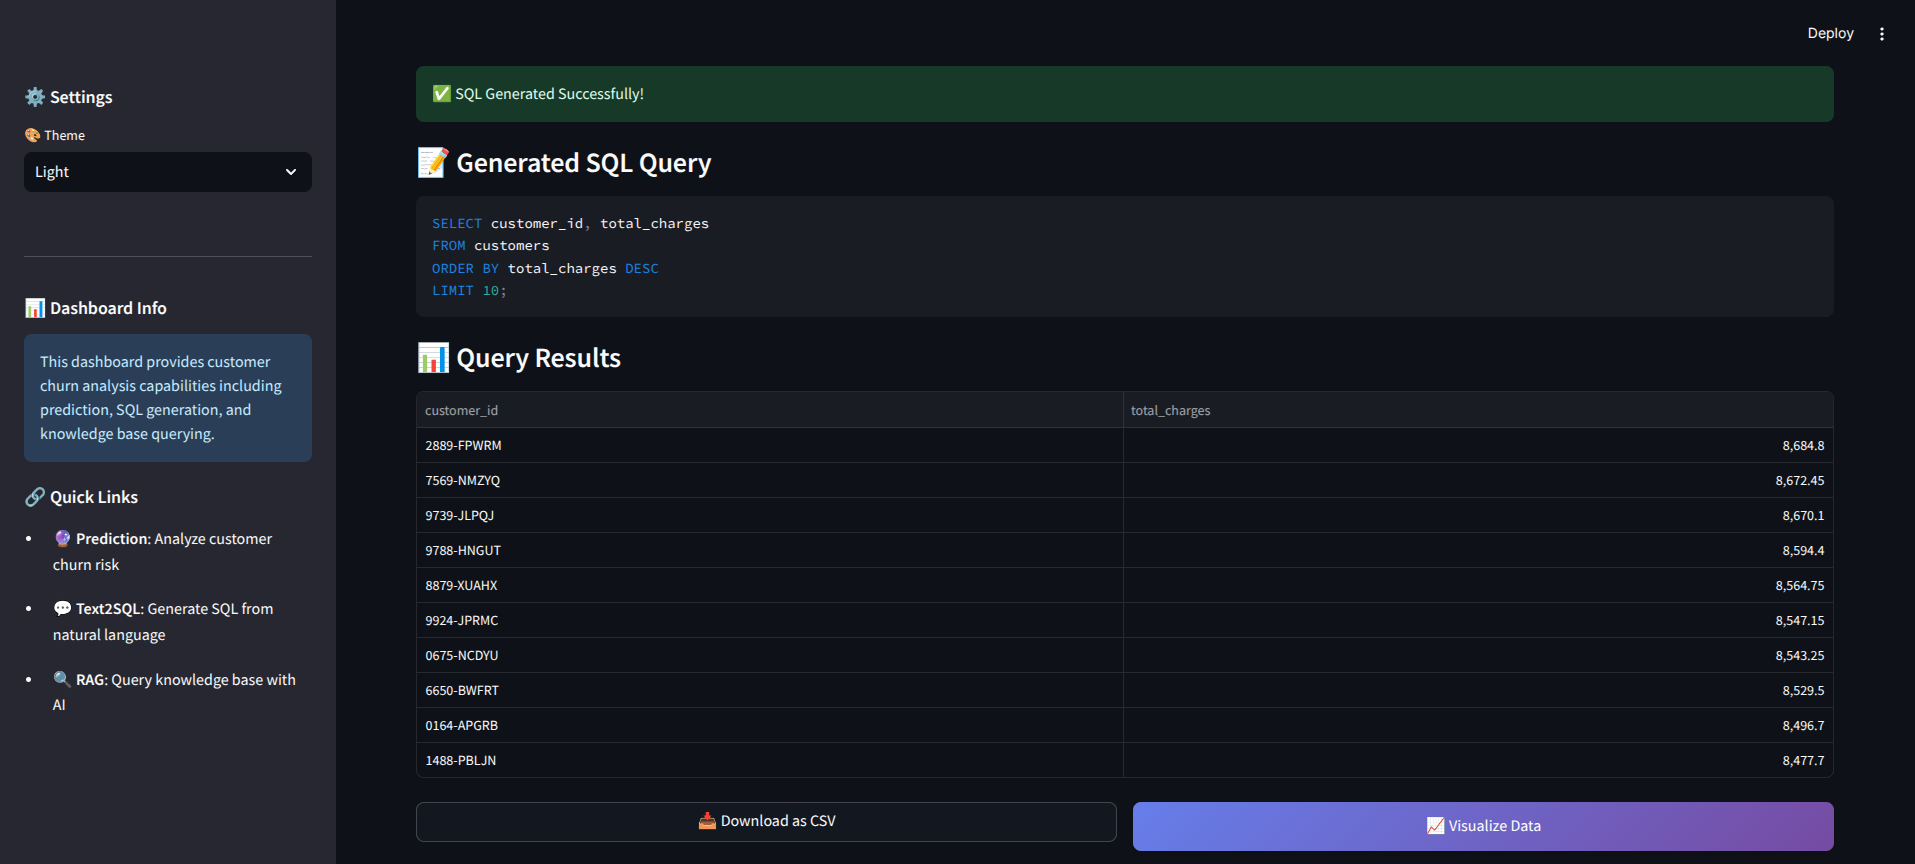 Deploy
⚙️ Settings
🎨 Theme
Light
📊 Dashboard Info
This dashboard provides customer
churn analysis capabilities including
prediction, SQL generation, and
knowledge base querying.
🔗 Quick Links
• 🔮 Prediction: Analyze customer
churn risk
• 💬 Text2SQL: Generate SQL from
natural language
• 🔍 RAG: Query knowledge base with
AI
✅ SQL Generated Successfully!
📝 Generated SQL Query
SELECT customer_id, total_charges
FROM customers
ORDER BY total_charges DESC
LIMIT 10;
📊 Query Results
customer_id total_charges
2889-FPWRM 8,684.8
7569-NMZYQ 8,672.45
9739-JLPQJ 8,670.1
9788-HNGUT 8,594.4
8879-XUAHX 8,564.75
9924-JPRMC 8,547.15
0675-NCDYU 8,543.25
6650-BWFRT 8,529.5
0164-APGRB 8,496.7
1488-PBLJN 8,477.7
📥 Download as CSV
📈 Visualize Data